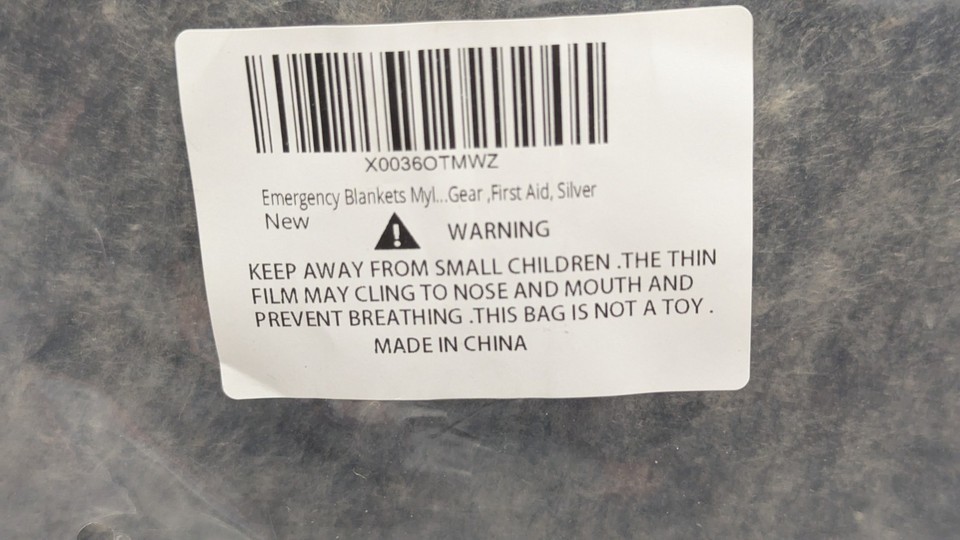 X0036OTMWZ
Emergency Blankets Myl...Gear ,First Aid, Silver
New
WARNING
KEEP AWAY FROM SMALL CHILDREN .THE THIN
FILM MAY CLING TO NOSE AND MOUTH AND
PREVENT BREATHING .THIS BAG IS NOT A TOY .
MADE IN CHINA